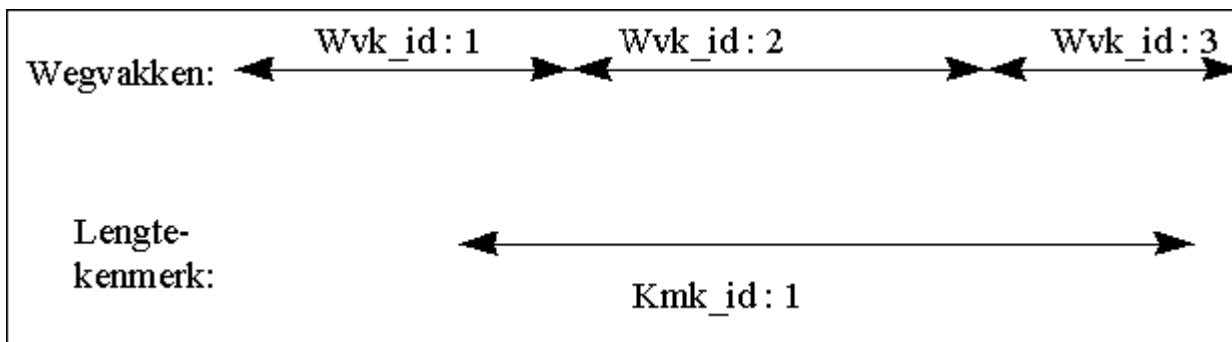 Wvk_id : 1 Wvk_id : 2 Wvk_id : 3
Wegvakken:
Lengte-
kenmerk:
Kmk_id : 1